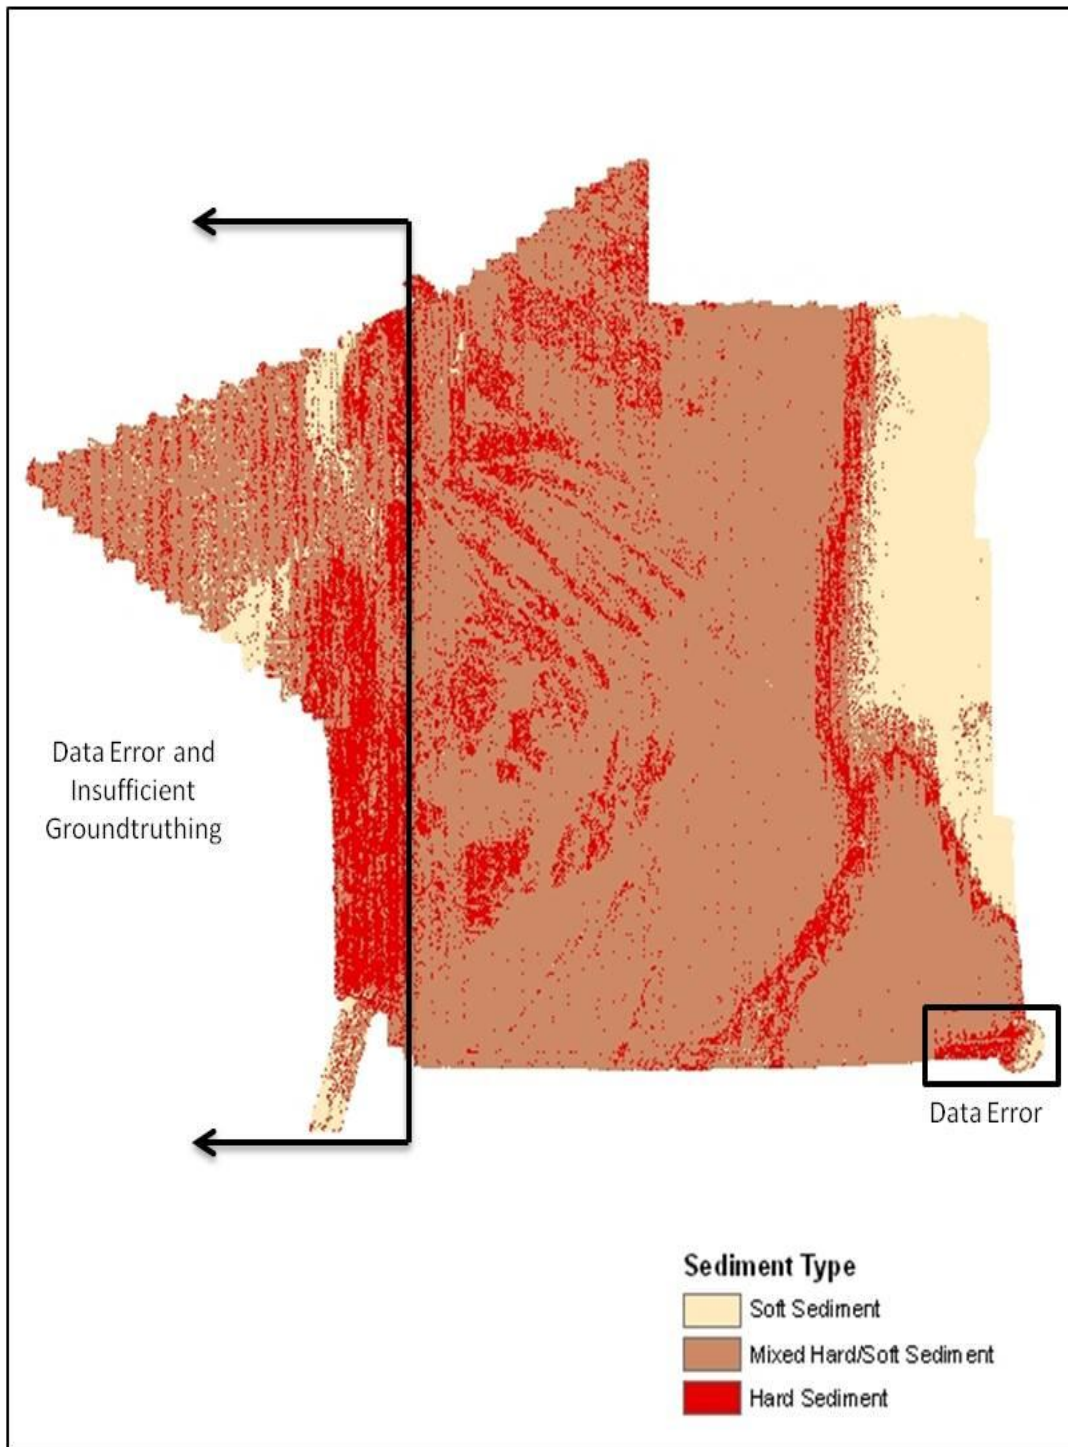 Data Error and
Insufficient
Groundtruthing
Data Error
Sediment Type
Soft Sediment
Mixed Hard/Soft Sediment
Hard Sediment